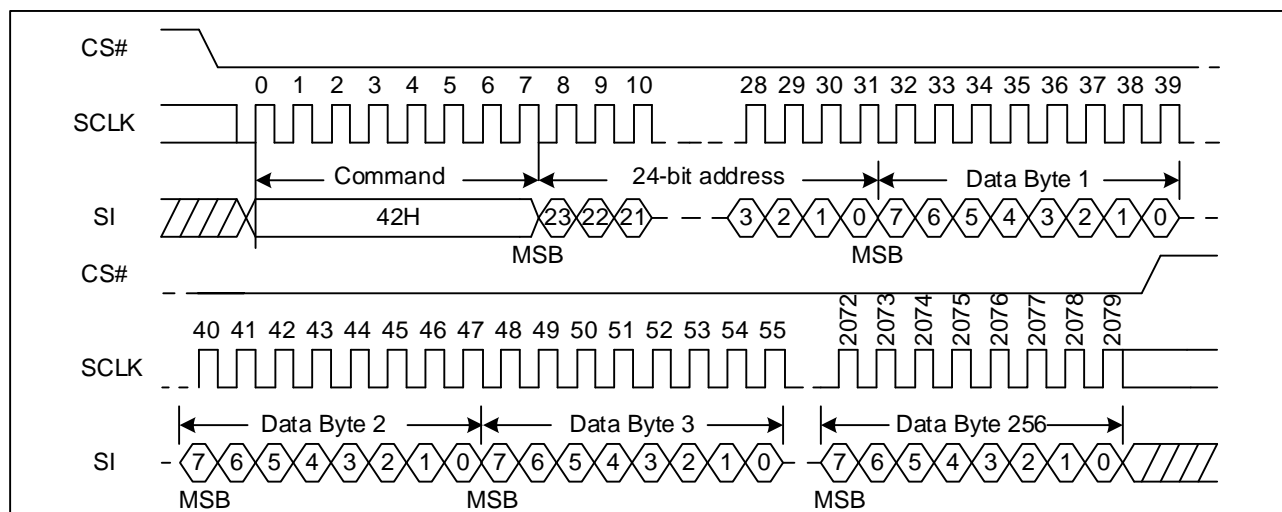 CS#
0 1 2 3 4 5 6 7 8 9 10 28 29 30 31 32 33 34 35 36 37 38 39
SCLK
Command 24-bit address Data Byte 1
SI 42H 23 22 21 3 2 1 0 7 6 5 4 3 2 1 0
MSB MSB
CS#
40 41 42 43 44 45 46 47 48 49 50 51 52 53 54 55 2072 2073 2074 2075 2076 2077 2078 2079
SCLK
Data Byte 2 Data Byte 3 Data Byte 256
SI 7 6 5 4 3 2 1 0 7 6 5 4 3 2 1 0 7 6 5 4 3 2 1 0
MSB MSB MSB